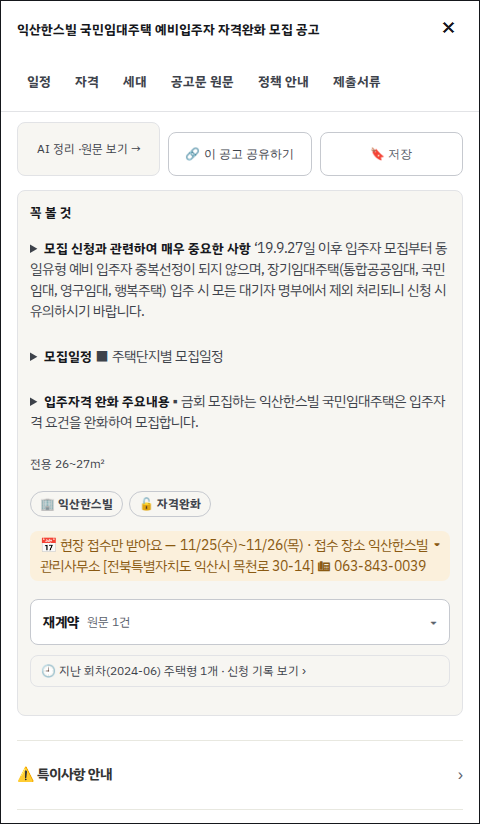 익산한스빌 국민임대주택 예비입주자 자격완화 모집 공고 ✕
일정 자격 세대 공고문 원문 정책 안내 제출서류
AI 정리 ·원문 보기 →
🔗 이 공고 공유하기
🔖 저장
꼭 볼 것
▶ 모집 신청과 관련하여 매우 중요한 사항 ‘19.9.27일 이후 입주자 모집부터 동
일유형 예비 입주자 중복선정이 되지 않으며, 장기임대주택(통합공공임대, 국민
임대, 영구임대, 행복주택) 입주 시 모든 대기자 명부에서 제외 처리되니 신청 시
유의하시기 바랍니다.
▶ 모집일정 ■ 주택단지별 모집일정
▶ 입주자격 완화 주요내용 ▪ 금회 모집하는 익산한스빌 국민임대주택은 입주자
격 요건을 완화하여 모집합니다.
전용 26~27m²
🏢 익산한스빌 🔓 자격완화
📅 현장 접수만 받아요 — 11/25(수)~11/26(목) · 접수 장소 익산한스빌
관리사무소 [전북특별자치도 익산시 목천로 30-14] 📠 063-843-0039
재계약 원문 1건
🕘 지난 회차(2024-06) 주택형 1개 · 신청 기록 보기 ›
⚠️ 특이사항 안내 ›